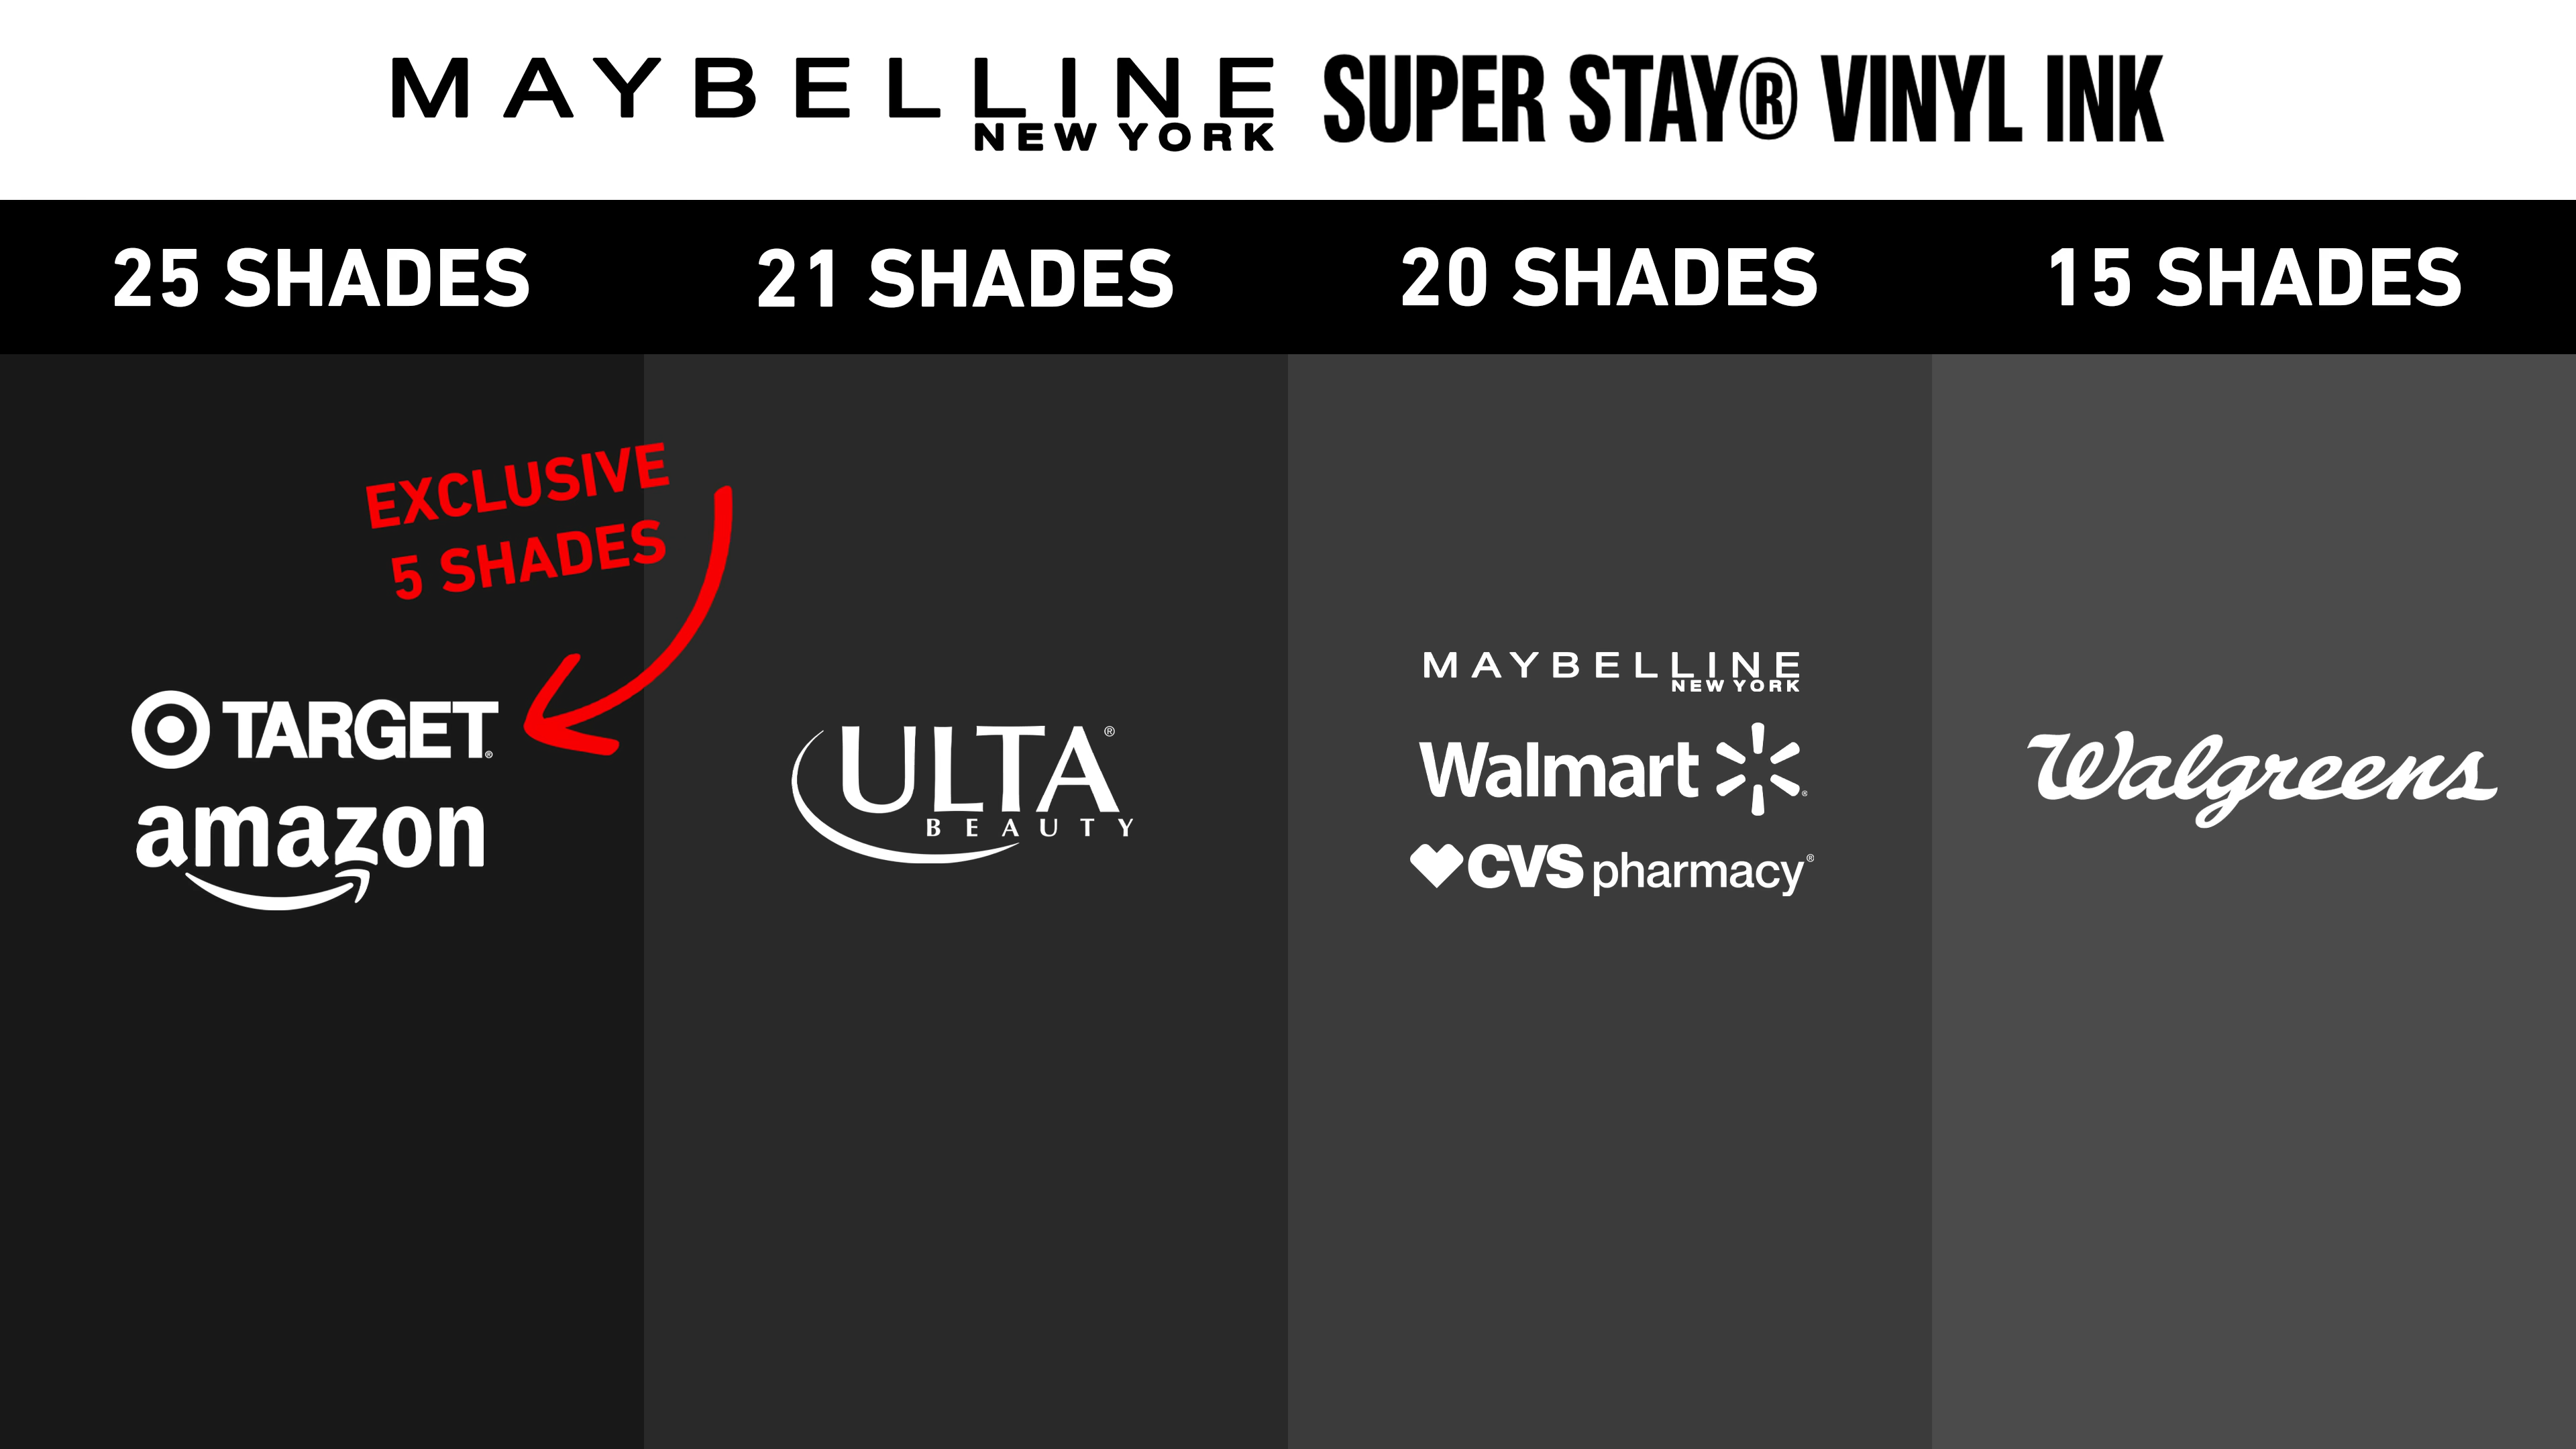 MAYBELLINE
NEW YORK
SUPER STAY® VINYL INK
25 SHADES
21 SHADES
20 SHADES
15 SHADES
EXCLUSIVE
5 SHADES
TARGET®
amazon
ULTA®
BEAUTY
MAYBELLINE
NEW YORK
Walmart®
CVS pharmacy®
Walgreens